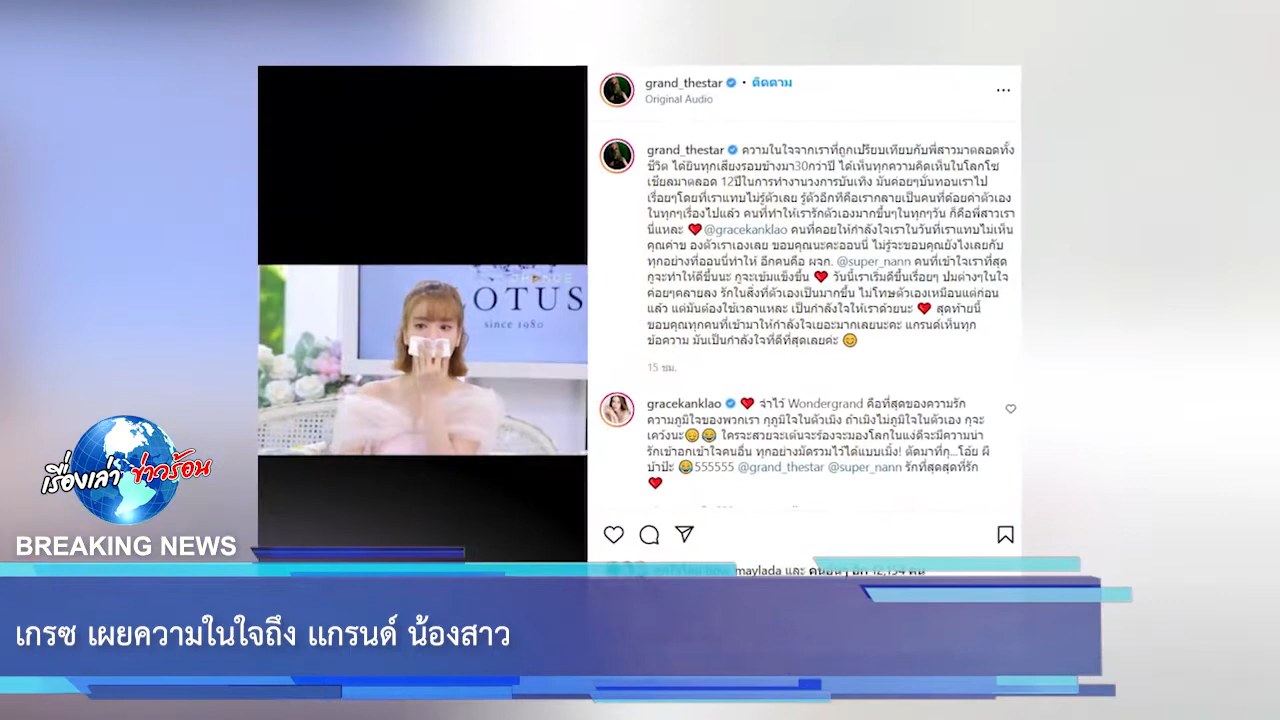 grand_thestar • ติดตาม
Original Audio
grand_thestar ความในใจจากเราที่ถูกเปรียบเทียบกับพี่สาวมาตลอดทั้ง
ชีวิต ได้ยินทุกเสียงรอบข้างมา30กว่าปี ได้เห็นทุกความคิดเห็นในโลกโซ
เชียลมาตลอด 12ปีในการทำงานวงการบันเทิง มันค่อยๆบั่นทอนเราไป
เรื่อยๆโดยที่เราแทบไม่รู้ตัวเลย รู้ตัวอีกทีคือเรากลายเป็นคนที่ด้อยค่าตัวเอง
ในทุกๆเรื่องไปแล้ว คนที่ทำให้เรารักตัวเองมากขึ้นๆในทุกๆวัน ก็คือพี่สาวเรา
นี่แหละ ❤️ @gracekanklao คนที่คอยให้กำลังใจเราในวันที่เราแทบไม่เห็น
คุณค่าข องตัวเราเองเลย ขอบคุณนะคะออนนี่ ไม่รู้จะขอบคุณยังไงเลยกับ
ทุกอย่างที่ออนนี่ทำให้ อีกคนคือ ผจก. @super_nann คนที่เข้าใจเราที่สุด
กูจะทำให้ดีขึ้นนะ กูจะเข้มแข็งขึ้น ❤️ วันนี้เราเริ่มดีขึ้นเรื่อยๆ ปมต่างๆในใจ
ค่อยๆคลายลง รักในสิ่งที่ตัวเองเป็นมากขึ้น ไม่โทษตัวเองเหมือนแต่ก่อน
แล้ว แต่มันต้องใช้เวลาแหละ เป็นกำลังใจให้เราด้วยนะ ❤️ สุดท้ายนี้
ขอบคุณทุกคนที่เข้ามาให้กำลังใจเยอะมากเลยนะคะ แกรนด์เห็นทุก
ข้อความ มันเป็นกำลังใจที่ดีที่สุดเลยค่ะ 😊
15 ชม.
gracekanklao ❤️ จำไว้ Wondergrand คือที่สุดของความรัก
ความภูมิใจของพวกเรา กูภูมิใจในตัวเมิง ถ้าเมิงไม่ภูมิใจในตัวเอง กูจะ
เคว้งนะ😌😂 ใครจะสวยจะเต้นจะร้องจะมองโลกในแง่ดีจะมีความน่า
รักเข้าอกเข้าใจคนอื่น ทุกอย่างมัดรวมไว้ได้แบบเมิ้ง! ตัดมาที่กุ...โอ้ย ผี
บ้าป๊ะ 😂555555 @grand_thestar @super_nann รักที่สุดสุดที่รัก
❤️
maylada และ คนอื่นๆ อีก 12,154 คน
OTUS
since 1980
เรื่องเล่า ข่าวร้อน
BREAKING NEWS
เกรซ เผยความในใจถึง แกรนด์ น้องสาว